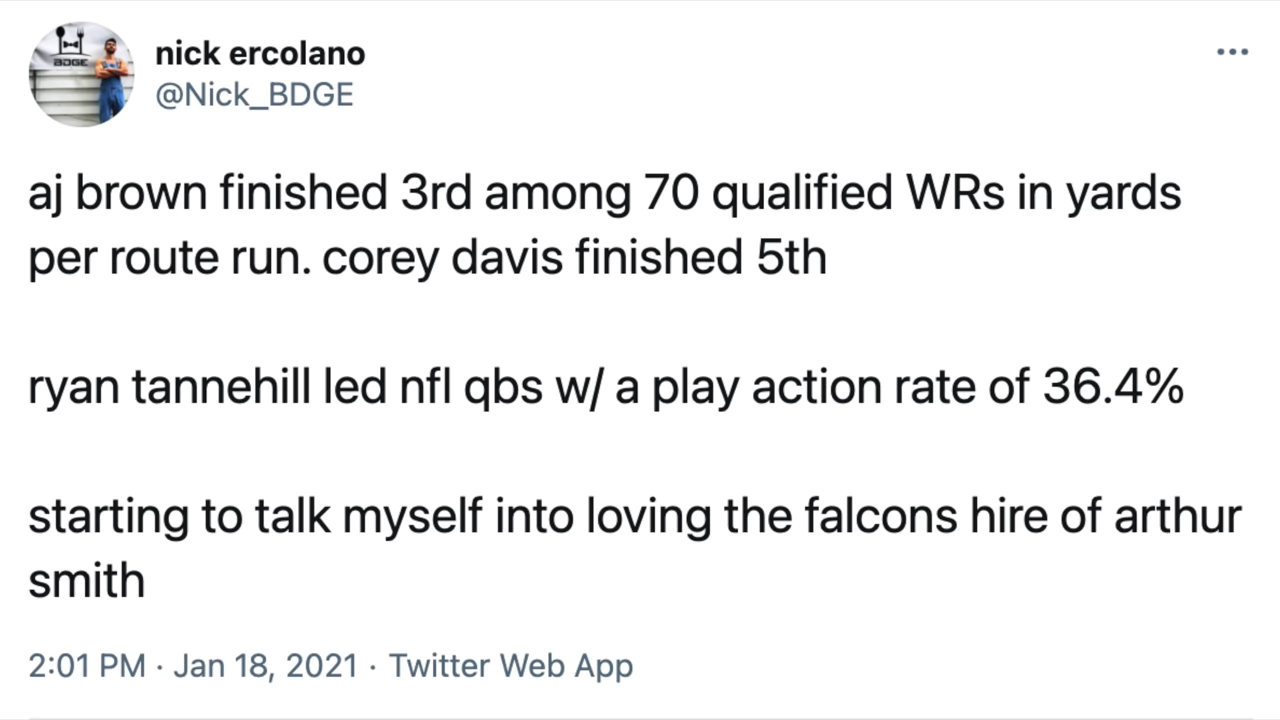 nick ercolano
@Nick_BDGE
BDGE
aj brown finished 3rd among 70 qualified WRs in yards
per route run. corey davis finished 5th
ryan tannehill led nfl qbs w/ a play action rate of 36.4%
starting to talk myself into loving the falcons hire of arthur
smith
2:01 PM · Jan 18, 2021 · Twitter Web App